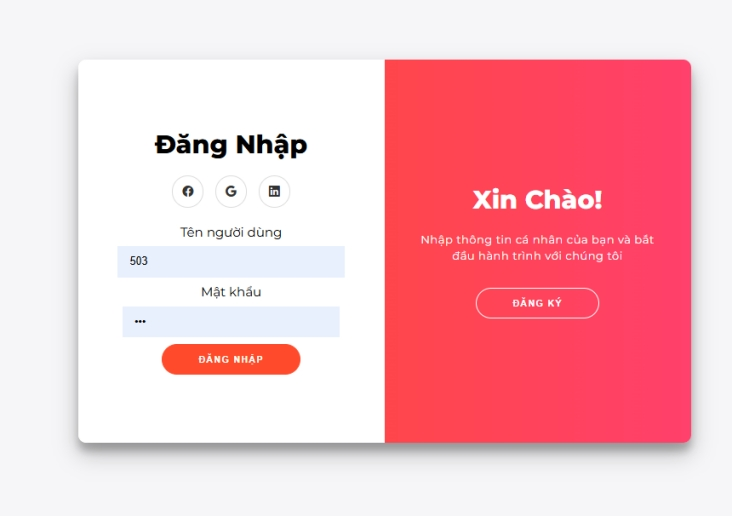 Đăng Nhập
Tên người dùng
503
Mật khẩu
•••
ĐĂNG NHẬP
Xin Chào!
Nhập thông tin cá nhân của bạn và bắt
đầu hành trình với chúng tôi
ĐĂNG KÝ